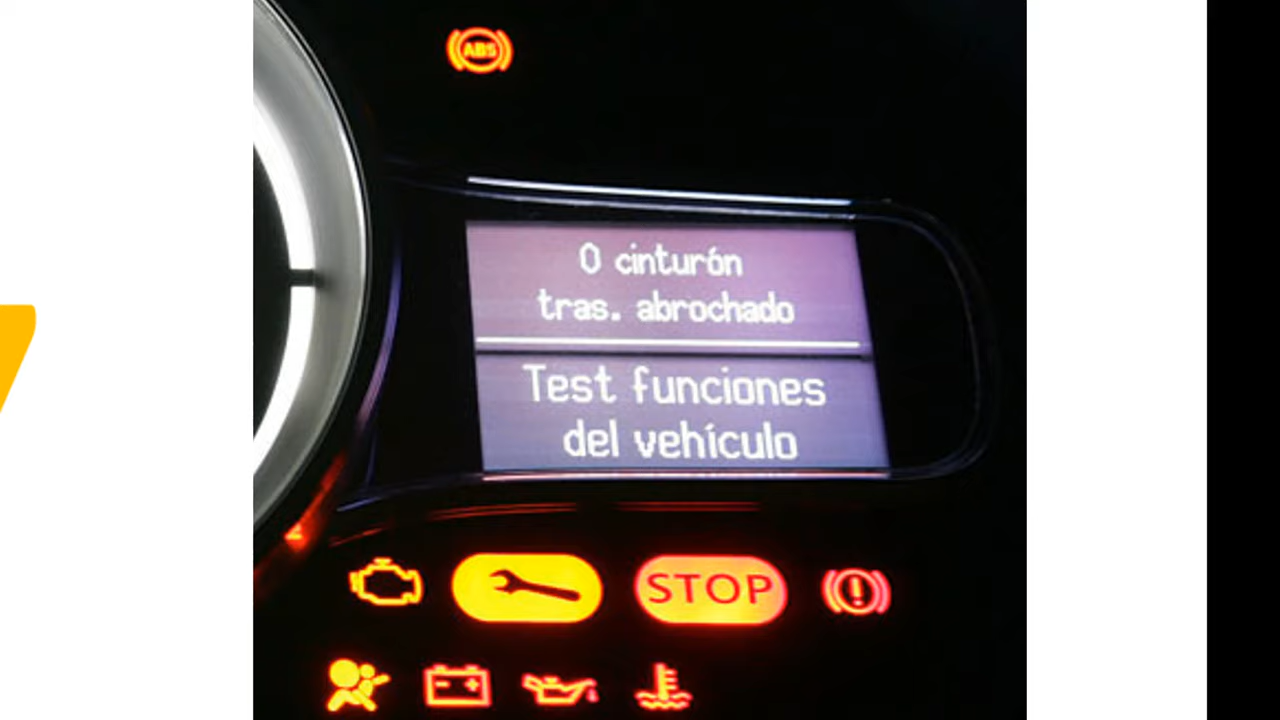 ABS
0 cinturón
tras. abrochado
Test funciones
del vehículo
STOP